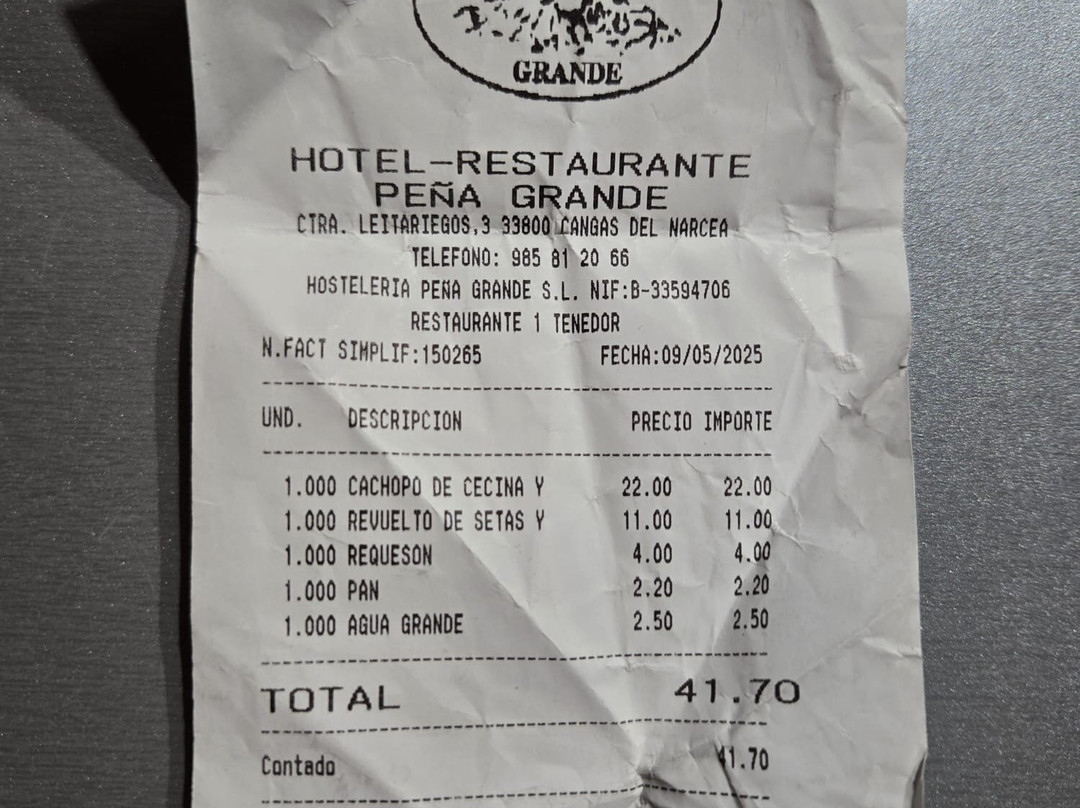 GRANDE
HOTEL-RESTAURANTE
PEÑA GRANDE
CTRA. LEITARIEGOS,3 33800 CANGAS DEL NARCEA
TELEFONO: 985 81 20 66
HOSTELERIA PEÑA GRANDE S.L. NIF:B-33594706
RESTAURANTE 1 TENEDOR
N.FACT SIMPLIF:150265 FECHA:09/05/2025
UND. DESCRIPCION PRECIO IMPORTE
1.000 CACHOPO DE CECINA Y 22.00 22.00
1.000 REVUELTO DE SETAS Y 11.00 11.00
1.000 REQUESON 4.00 4.00
1.000 PAN 2.20 2.20
1.000 AGUA GRANDE 2.50 2.50
TOTAL 41.70
Contado 41.70